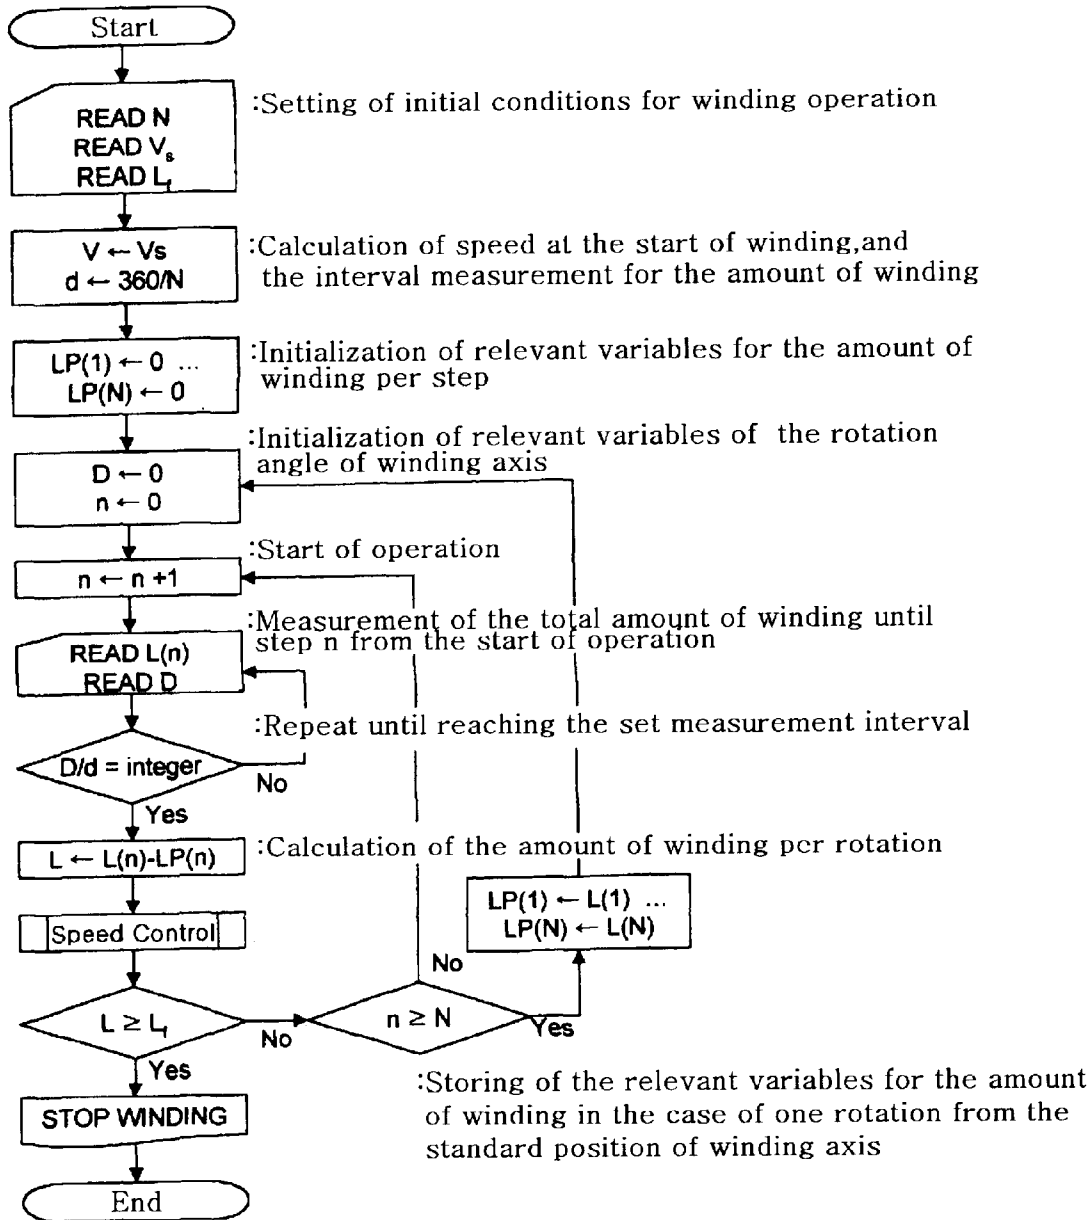 Start
READ N
READ Vs
READ Lf
:Setting of initial conditions for winding operation
V ← Vs
d ← 360/N
:Calculation of speed at the start of winding,and
the interval measurement for the amount of winding
LP(1) ← 0 ...
LP(N) ← 0
:Initialization of relevant variables for the amount of
winding per step
:Initialization of relevant variables of the rotation
angle of winding axis
D ← 0
n ← 0
:Start of operation
n ← n +1
:Measurement of the total amount of winding until
step n from the start of operation
READ L(n)
READ D
:Repeat until reaching the set measurement interval
D/d = integer
No
Yes
L ← L(n)-LP(n)
:Calculation of the amount of winding per rotation
LP(1) ← L(1) ...
LP(N) ← L(N)
Speed Control
No
L ≥ Lf
No
n ≥ N
Yes
Yes
STOP WINDING
:Storing of the relevant variables for the amount
of winding in the case of one rotation from the
standard position of winding axis
End